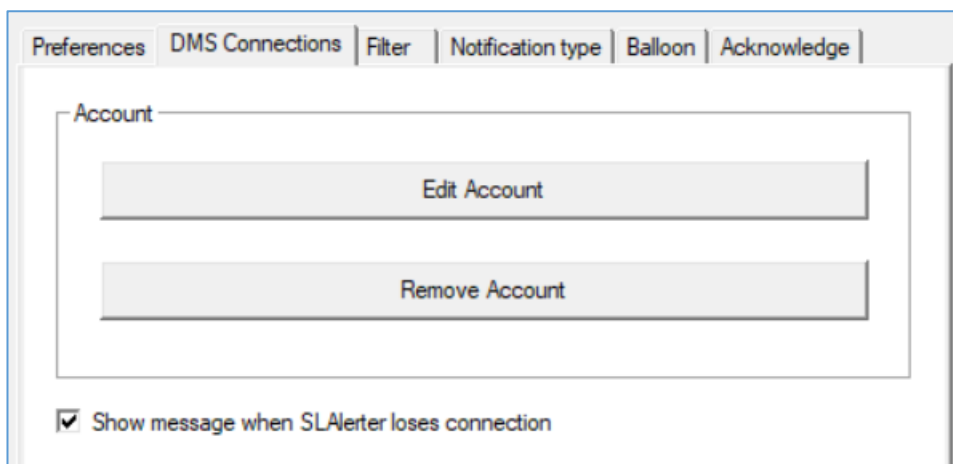 Preferences DMS Connections Filter Notification type Balloon Acknowledge
Account
Edit Account
Remove Account
Show message when SLAlerter loses connection